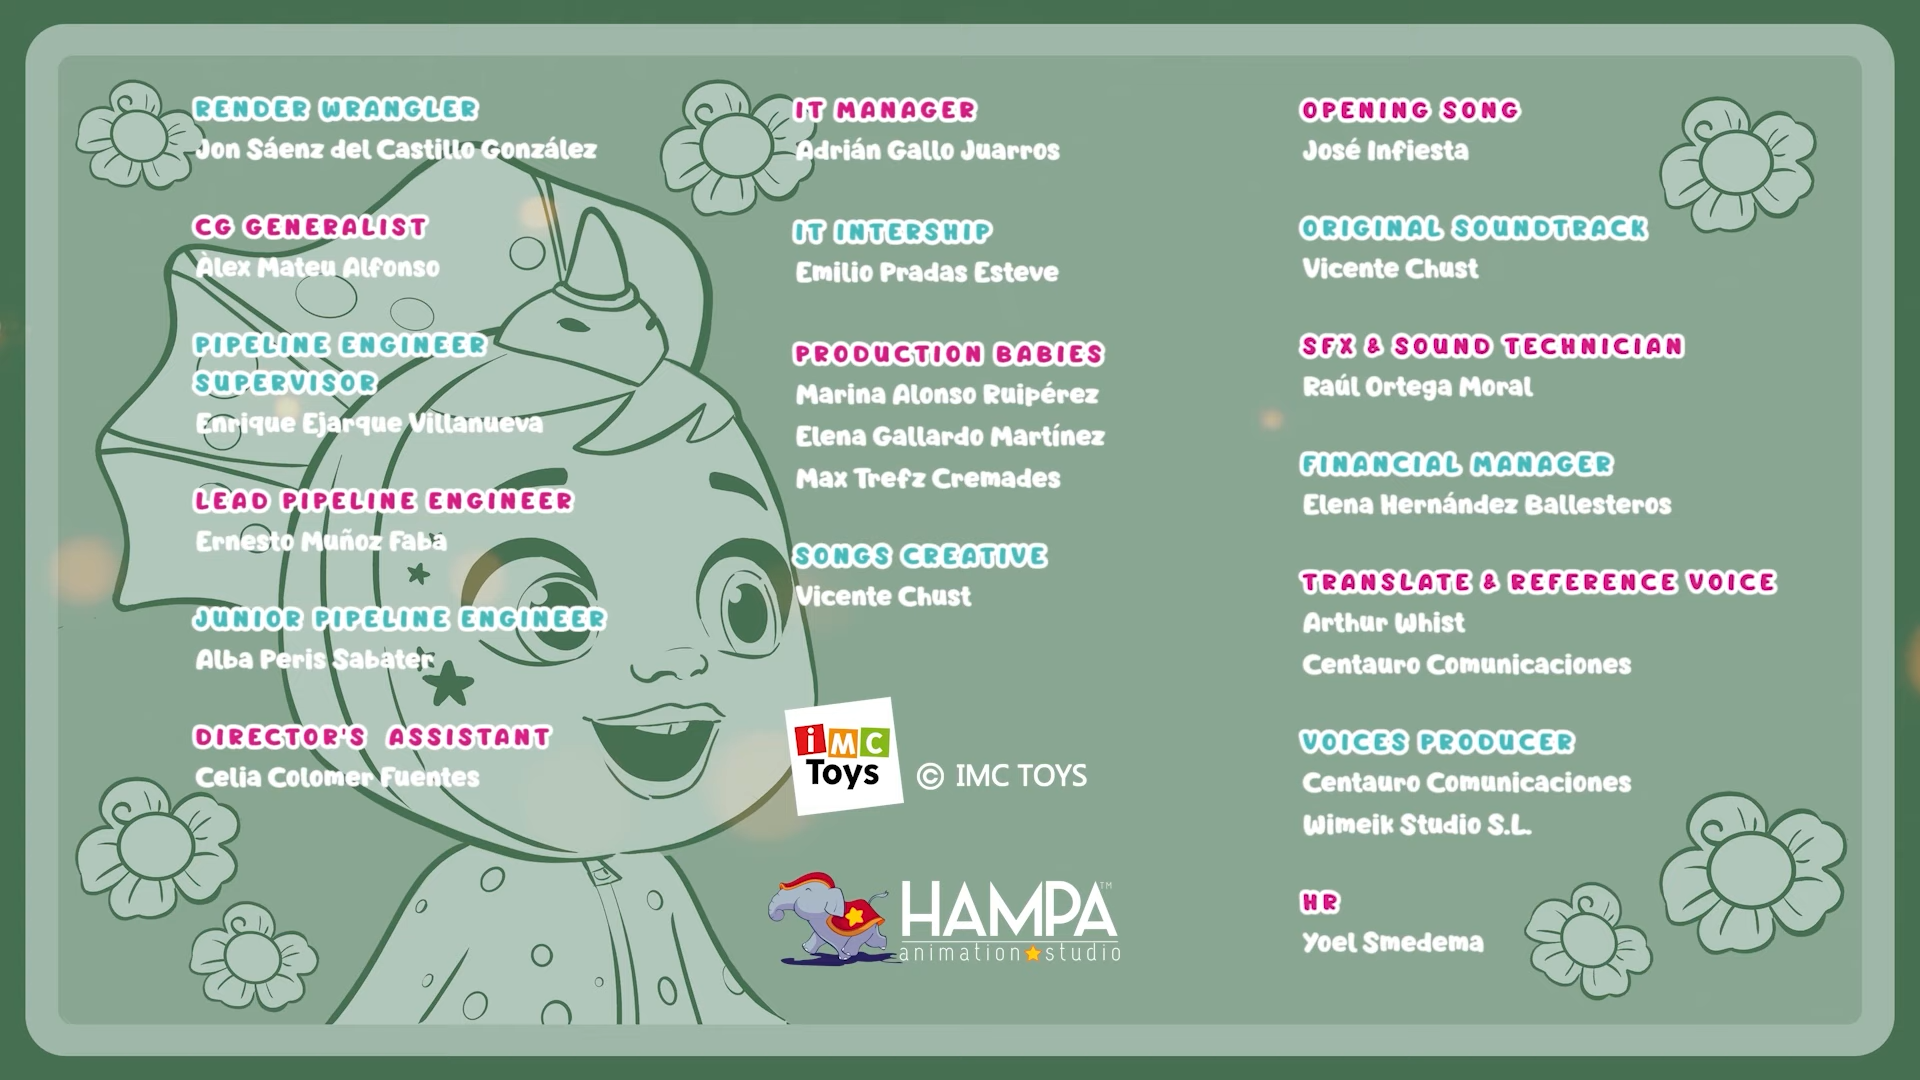 RENDER WRANGLER
Jon Sáenz del Castillo González
CG GENERALIST
Àlex Mateu Alfonso
PIPELINE ENGINEER
SUPERVISOR
Enrique Ejarque Villanueva
LEAD PIPELINE ENGINEER
Ernesto Muñoz Faba
JUNIOR PIPELINE ENGINEER
Alba Peris Sabater
DIRECTOR'S ASSISTANT
Celia Colomer Fuentes
IT MANAGER
Adrián Gallo Juarros
IT INTERSHIP
Emilio Pradas Esteve
PRODUCTION BABIES
Marina Alonso Ruipérez
Elena Gallardo Martínez
Max Trefz Cremades
SONGS CREATIVE
Vicente Chust
iMC
Toys
© IMC TOYS
HAMPA™
animation studio
OPENING SONG
José Infiesta
ORIGINAL SOUNDTRACK
Vicente Chust
SFX & SOUND TECHNICIAN
Raúl Ortega Moral
FINANCIAL MANAGER
Elena Hernández Ballesteros
TRANSLATE & REFERENCE VOICE
Arthur Whist
Centauro Comunicaciones
VOICES PRODUCER
Centauro Comunicaciones
Wimeik Studio S.L.
HR
Yoel Smedema